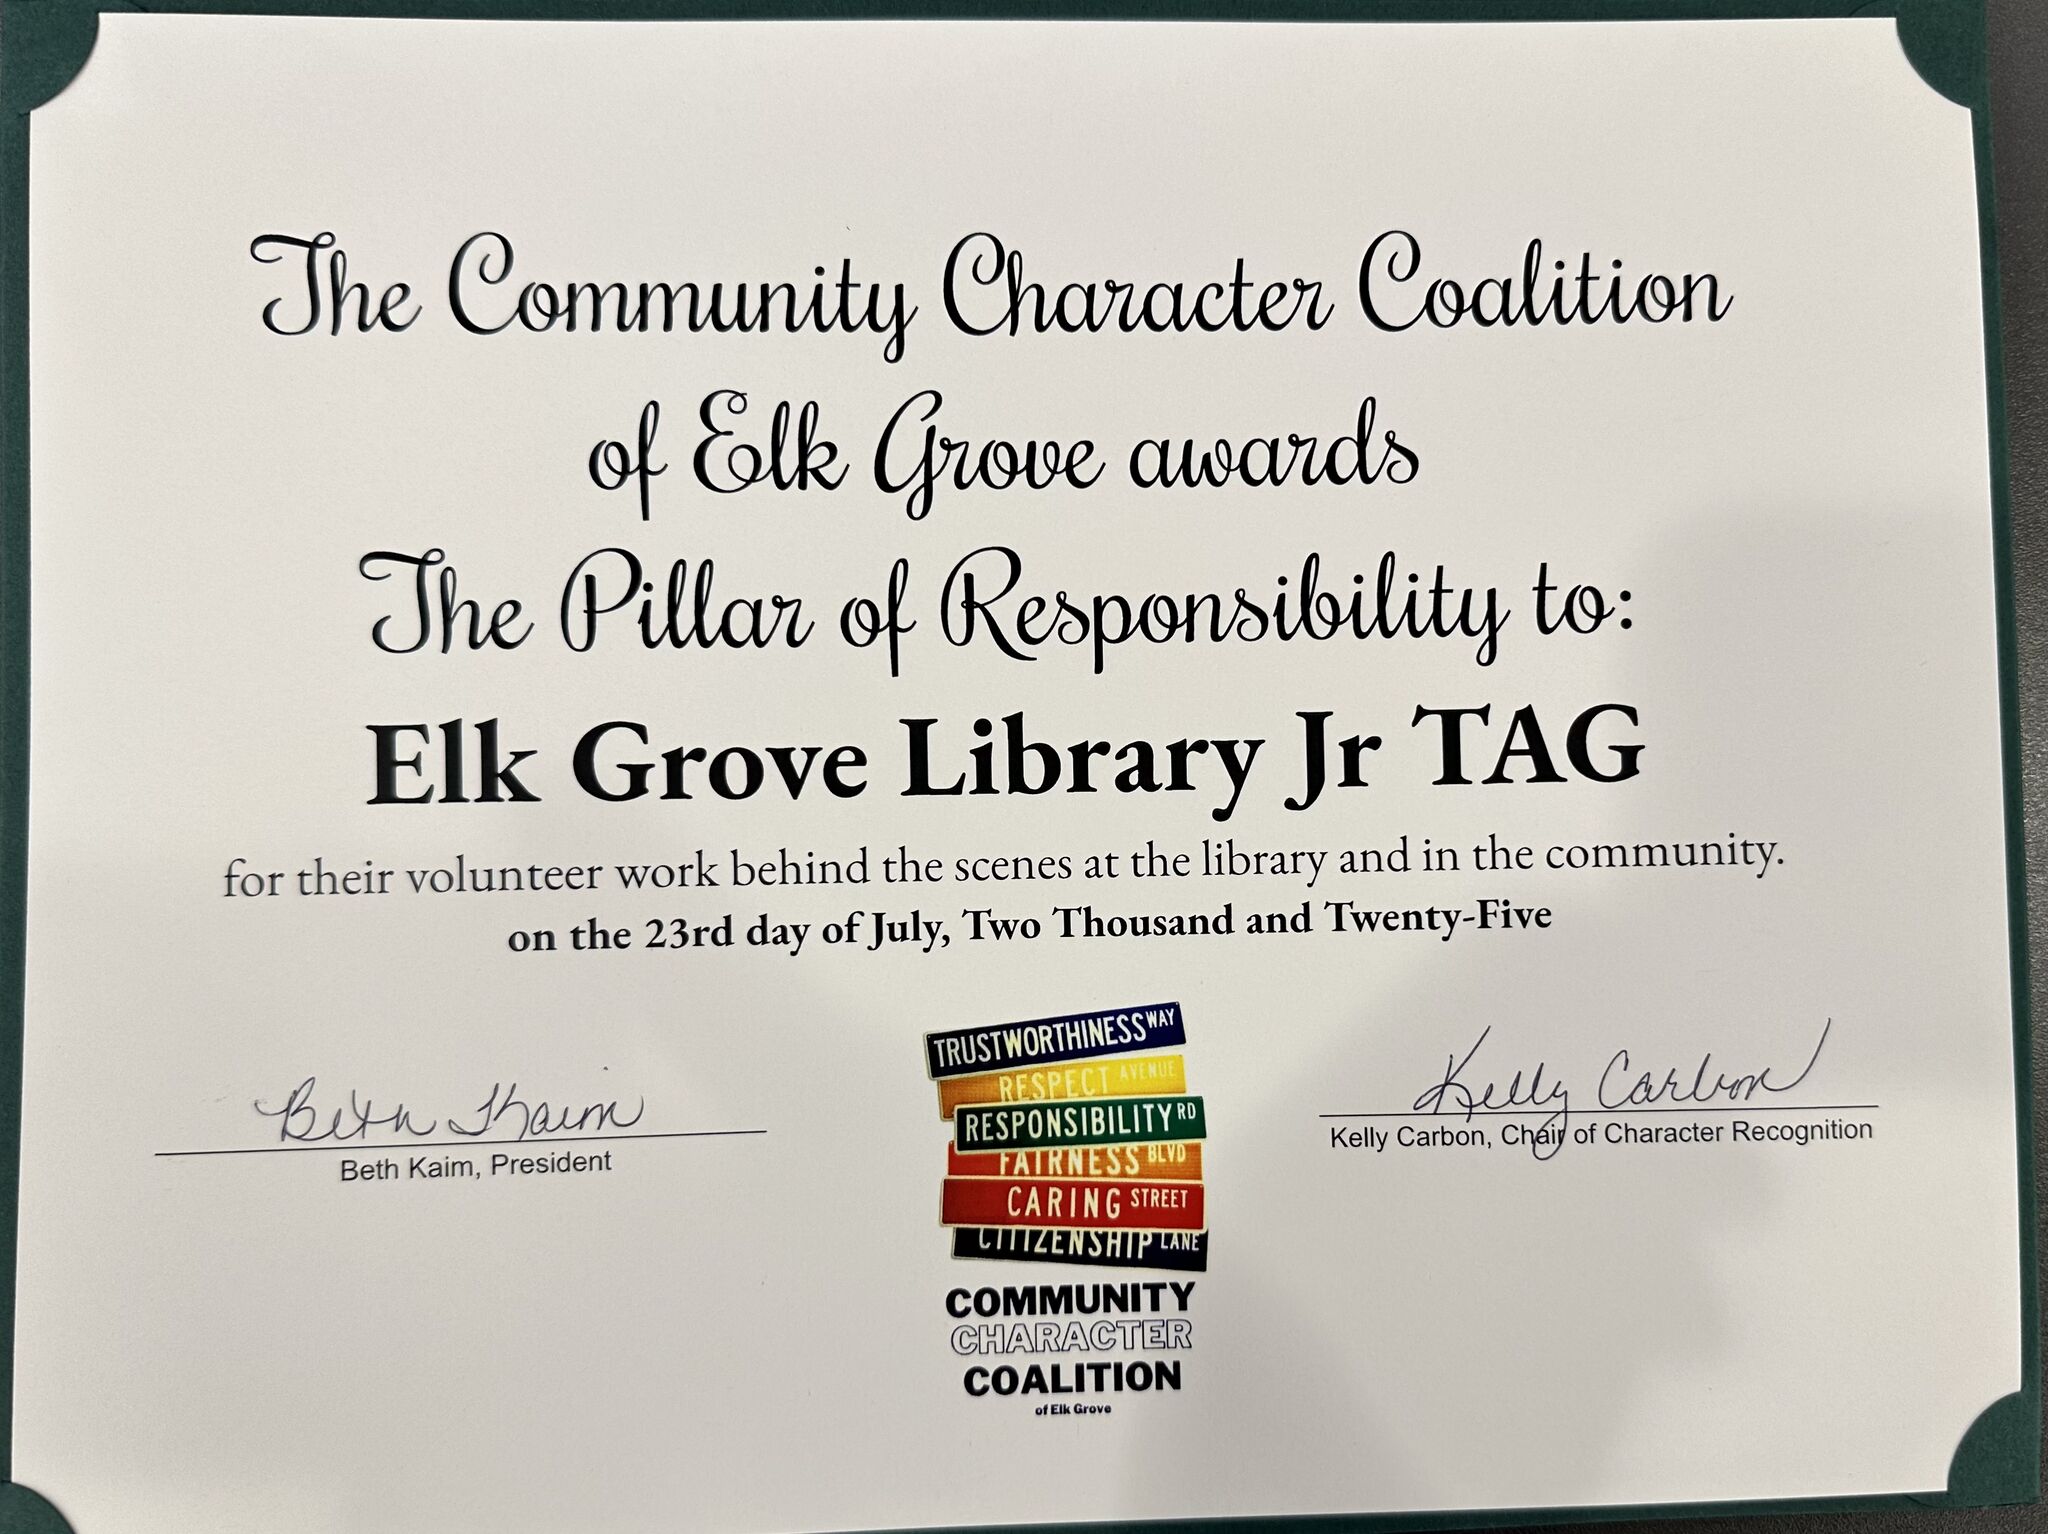 The Community Character Coalition
of Elk Grove awards
The Pillar of Responsibility to:
Elk Grove Library Jr TAG
for their volunteer work behind the scenes at the library and in the community.
on the 23rd day of July, Two Thousand and Twenty-Five
Beth Kaim
Beth Kaim, President
Kelly Carbon
Kelly Carbon, Chair of Character Recognition
TRUSTWORTHINESS WAY
RESPECT AVENUE
RESPONSIBILITY RD
FAIRNESS BLVD
CARING STREET
CITIZENSHIP LANE
COMMUNITY
CHARACTER
COALITION
of Elk Grove